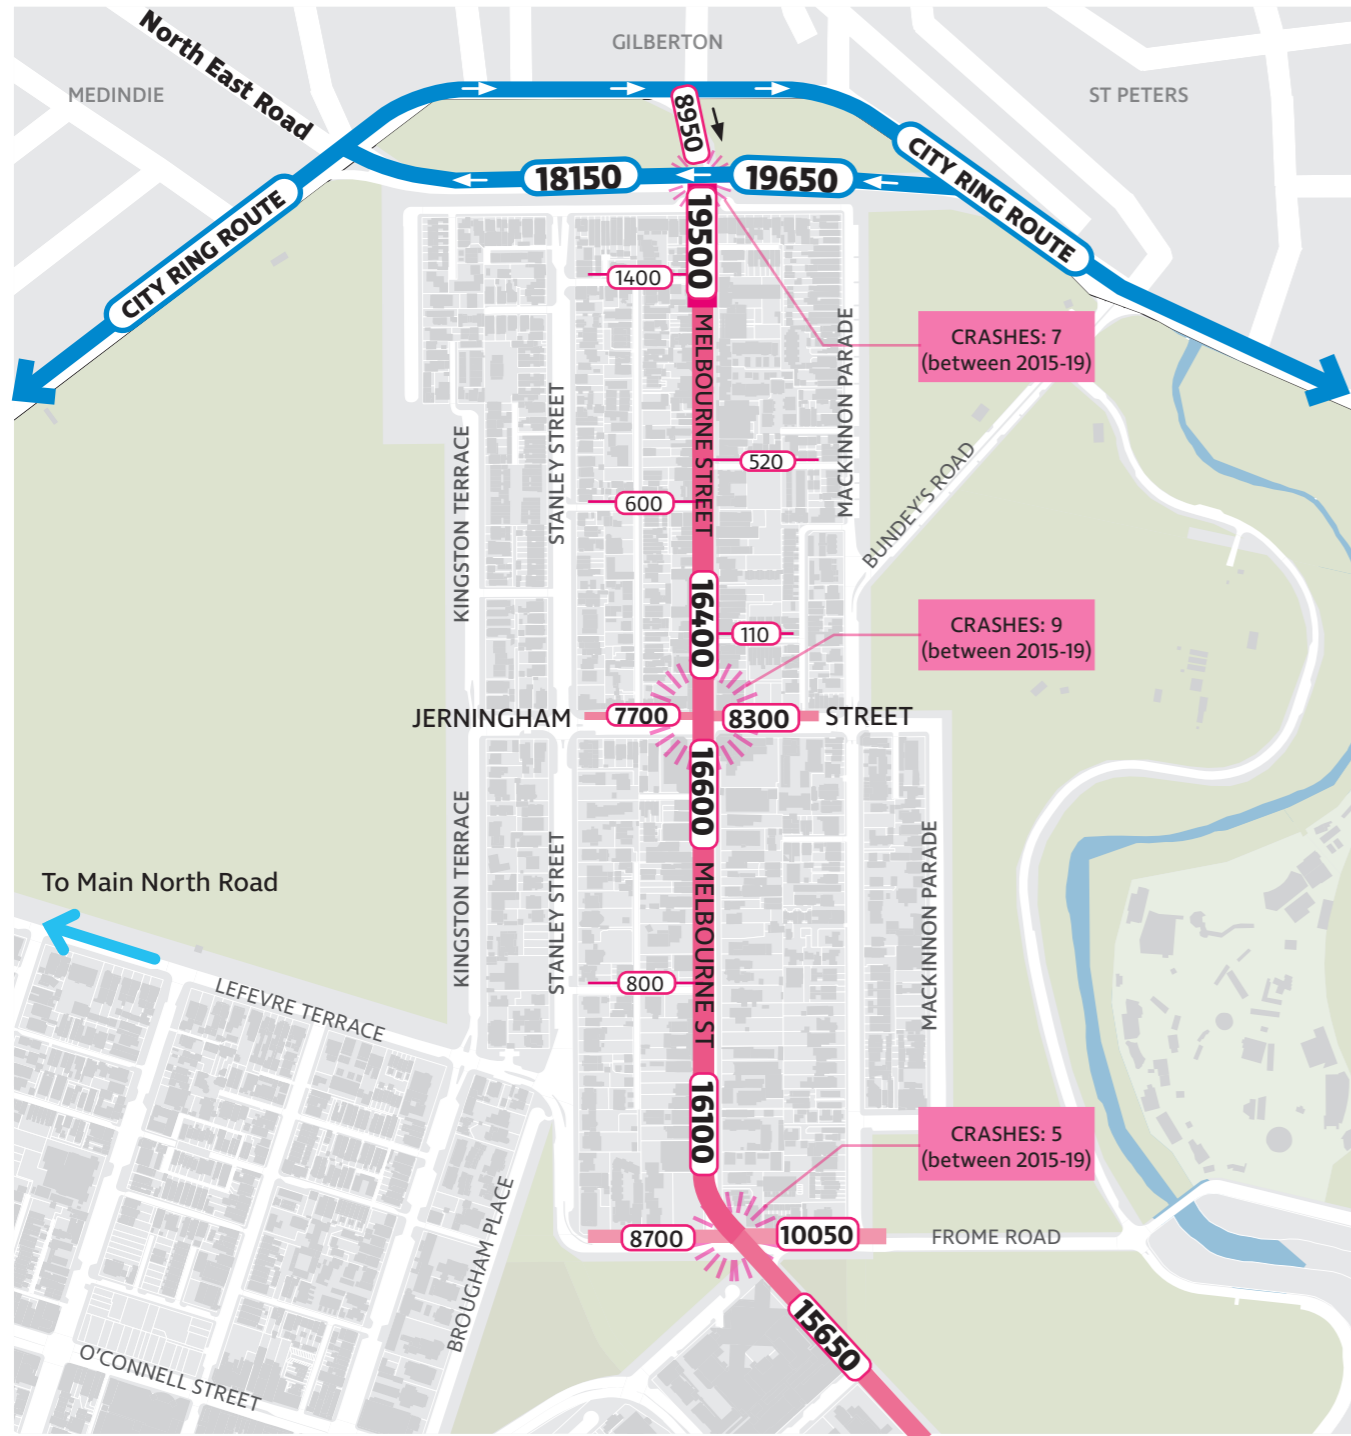 North East Road
GILBERTON
MEDINDIE
ST PETERS
8950
CITY RING ROUTE
18150
19650
CITY RING ROUTE
19500
1400
CRASHES: 7
(between 2015-19)
MELBOURNE STREET
MACKINNON PARADE
STANLEY STREET
KINGSTON TERRACE
520
600
BUNDEY'S ROAD
16400
110
CRASHES: 9
(between 2015-19)
JERNINGHAM
7700
8300
STREET
16600
KINGSTON TERRACE
STANLEY STREET
MELBOURNE ST
MACKINNON PARADE
To Main North Road
LEFEVRE TERRACE
800
16100
CRASHES: 5
(between 2015-19)
BROUGHAM PLACE
8700
10050
FROME ROAD
15650
O'CONNELL STREET